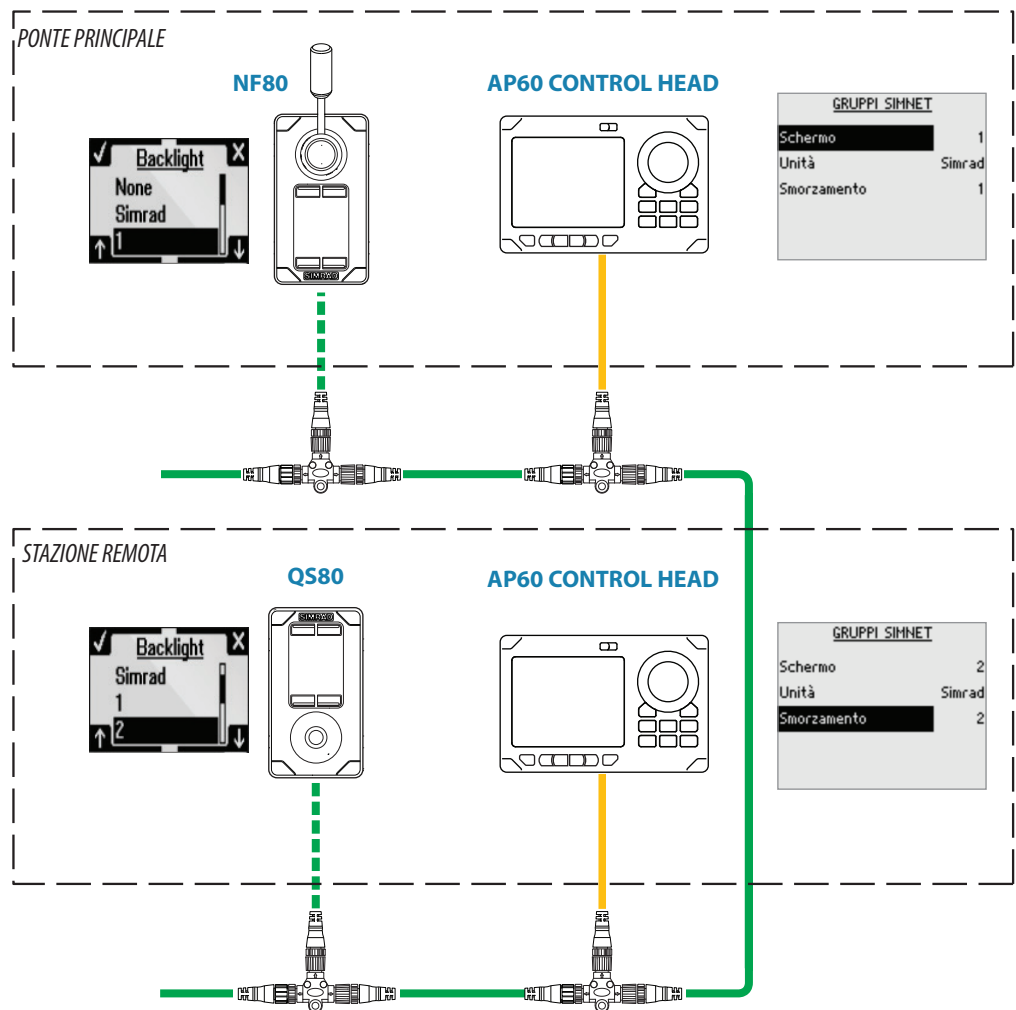 PONTE PRINCIPALE
NF80
AP60 CONTROL HEAD
Backlight
None
Simrad
1
SIMRAD
GRUPPI SIMNET
Schermo 1
Unità Simrad
Smorzamento 1
STAZIONE REMOTA
QS80
AP60 CONTROL HEAD
Backlight
Simrad
1
2
SIMRAD
GRUPPI SIMNET
Schermo 2
Unità Simrad
Smorzamento 2